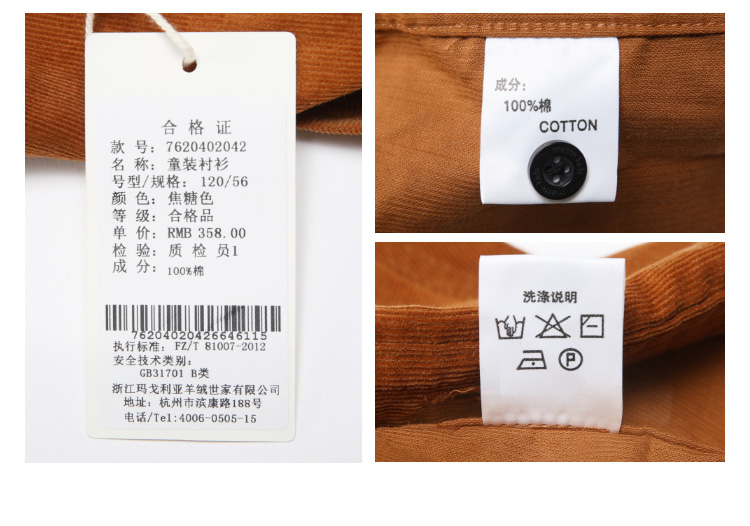 合格证
款 号：7620402042
名 称：童装衬衫
号型/规格：120/56
颜 色：焦糖色
等 级：合格品
单 价：RMB 358.00
检 验：质 检 员1
成 分：100%棉
76204020426646115
执行标准：FZ/T 81007-2012
安全技术类别：
GB31701 B类
浙江玛戈利亚羊绒世家有限公司
地址：杭州市滨康路188号
电话/Tel:4006-0505-15
成分：
100%棉
COTTON
洗涤说明
P